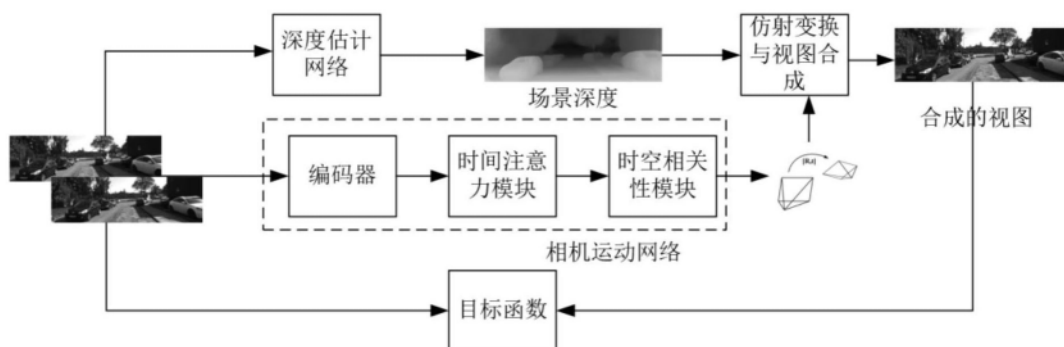 深度估计
网络
场景深度
仿射变换
与视图合
成
合成的视图
编码器
时间注意
力模块
时空相关
性模块
[R,t]
相机运动网络
目标函数